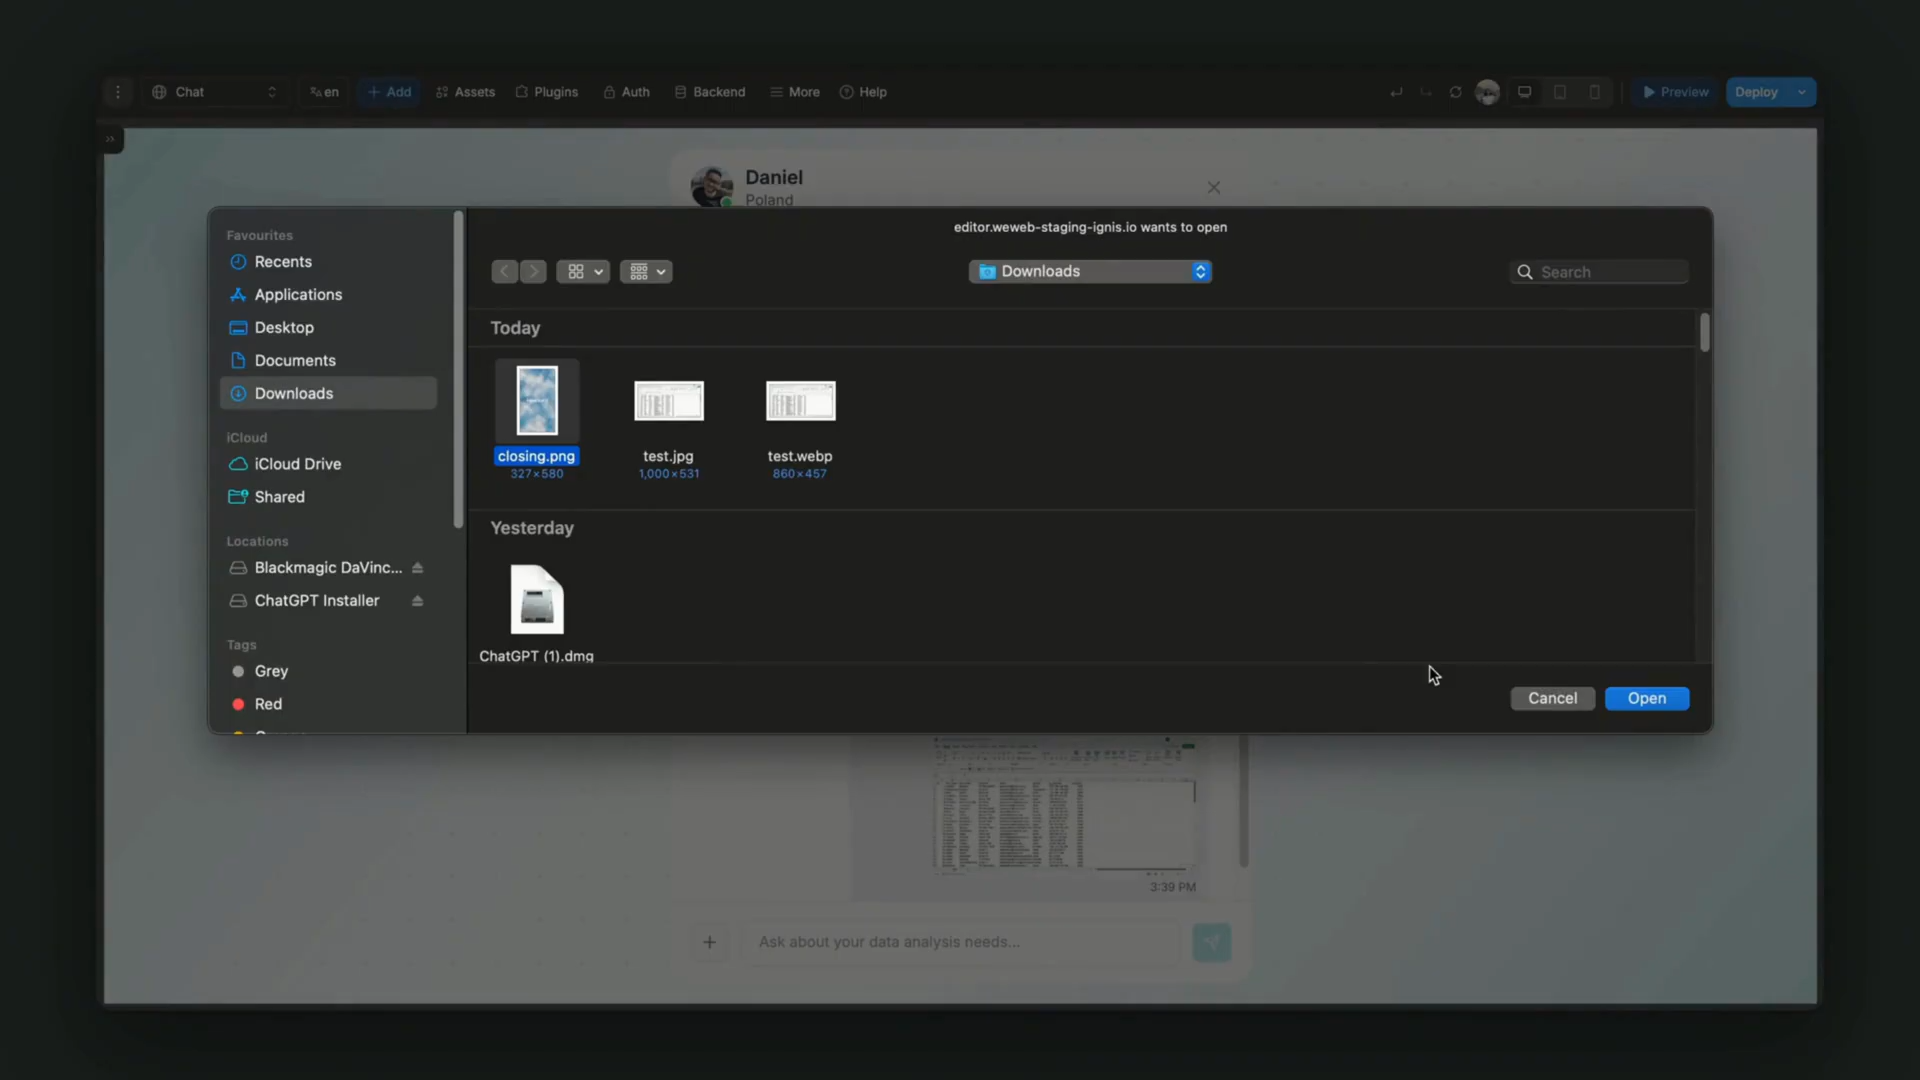 Chat
en
+ Add
Assets
Plugins
Auth
Backend
More
Help
Preview
Deploy
Daniel
Poland
editor.weweb-staging-ignis.io wants to open
Favourites
Recents
Applications
Desktop
Documents
Downloads
iCloud
iCloud Drive
Shared
Locations
Blackmagic DaVinc...
ChatGPT Installer
Tags
Grey
Red
Downloads
Search
Today
closing.png
327×580
test.jpg
1,000×531
test.webp
860×457
Yesterday
ChatGPT (1).dmg
Cancel
Open
3:39 PM
Ask about your data analysis needs...